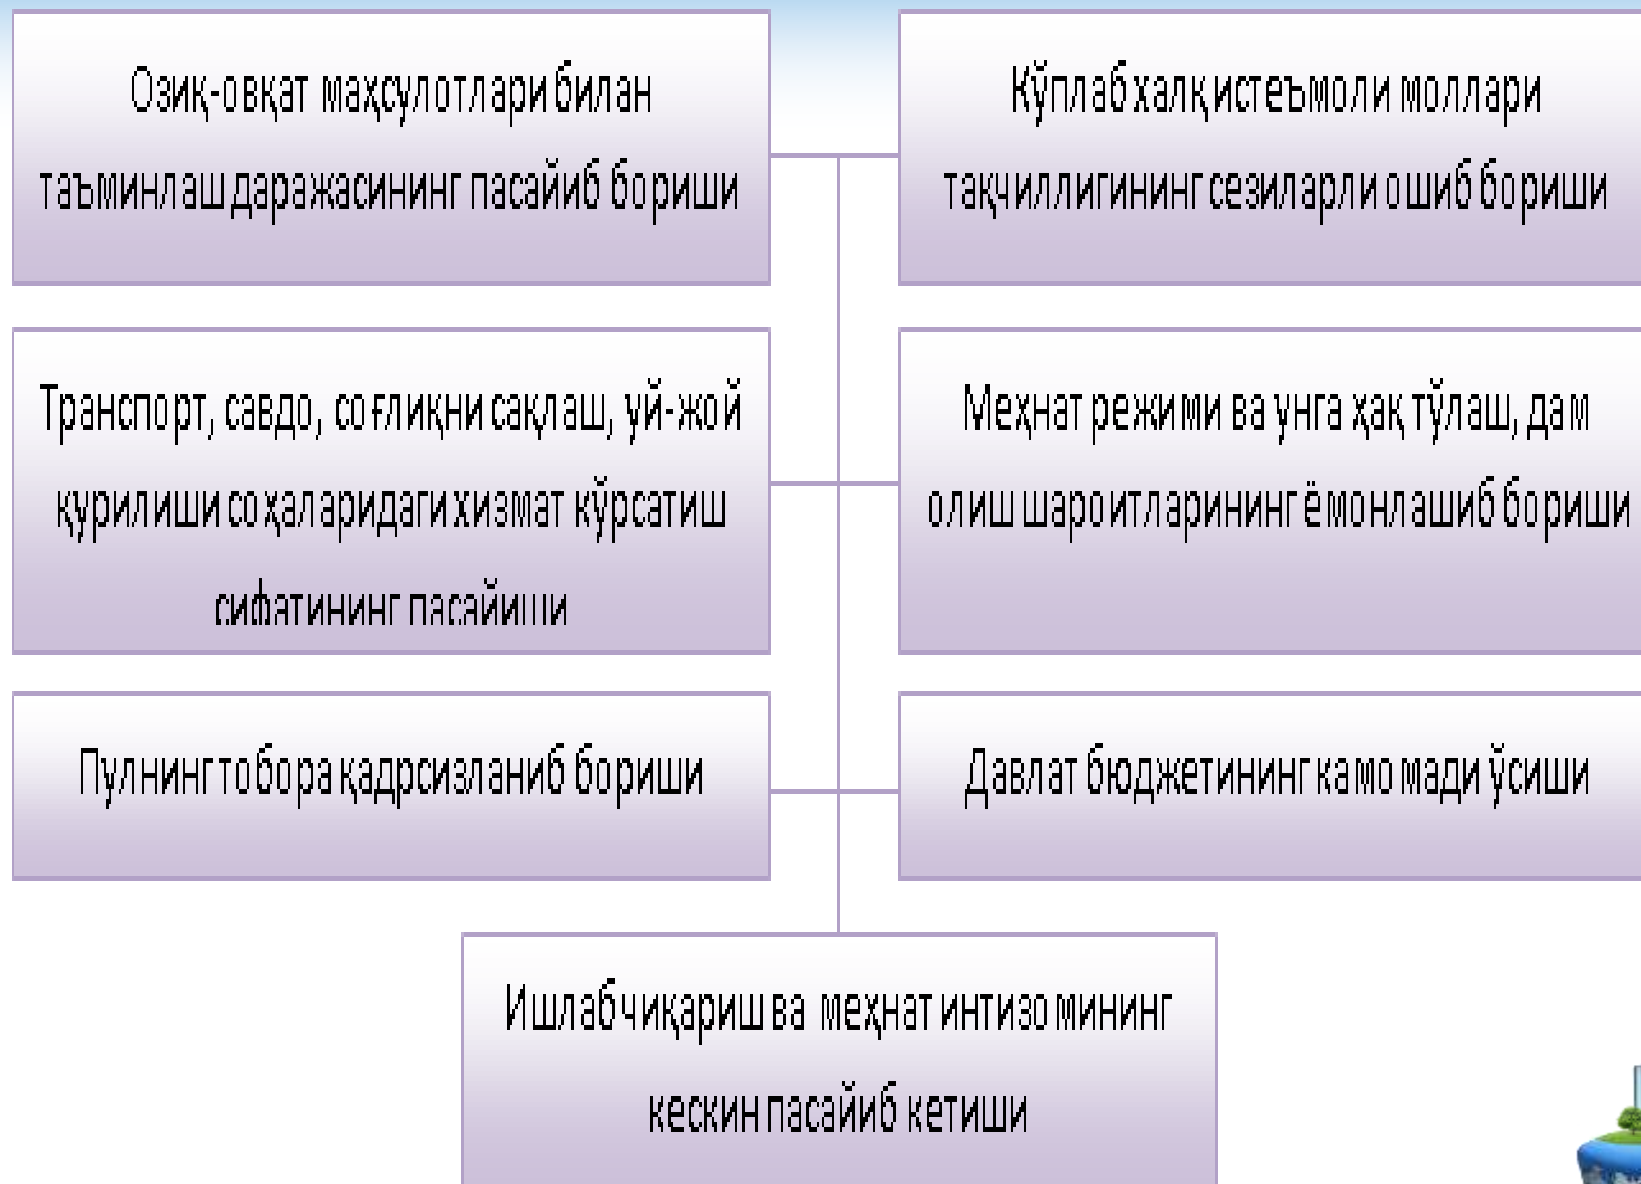 Озиқ-овқат маҳсулотлари билан
таъминлаш даражасининг пасайиб бориши
Кўплаб халқ истеъмоли моллари
тақчиллигининг сезиларли ошиб бориши
Транспорт, савдо, соғлиқни сақлаш, уй-жой
қурилиши соҳаларидаги хизмат кўрсатиш
сифатининг пасайиши
Меҳнат режими ва унга ҳақ тўлаш, дам
олиш шароитларининг ёмонлашиб бориши
Пулнинг тобора қадрсизланиб бориши
Давлат бюджетининг камомади ўсиши
Ишлаб чиқариш ва меҳнат интизомининг
кескин пасайиб кетиши